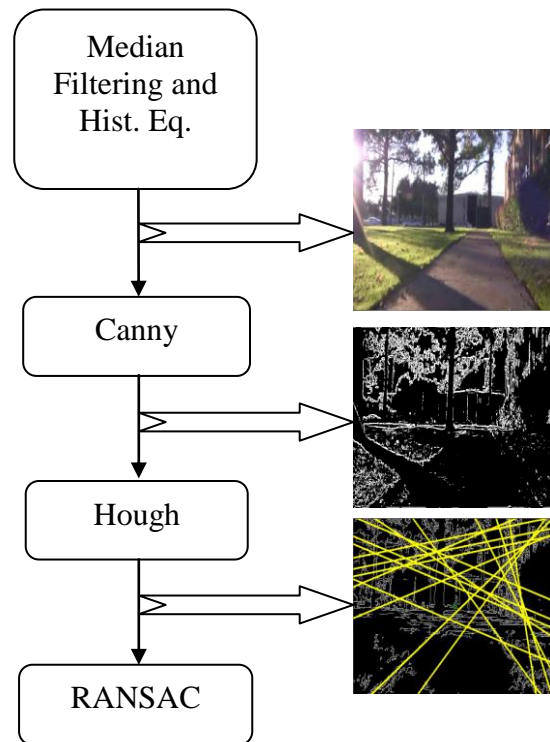 Median
Filtering and
Hist. Eq.
Canny
Hough
RANSAC